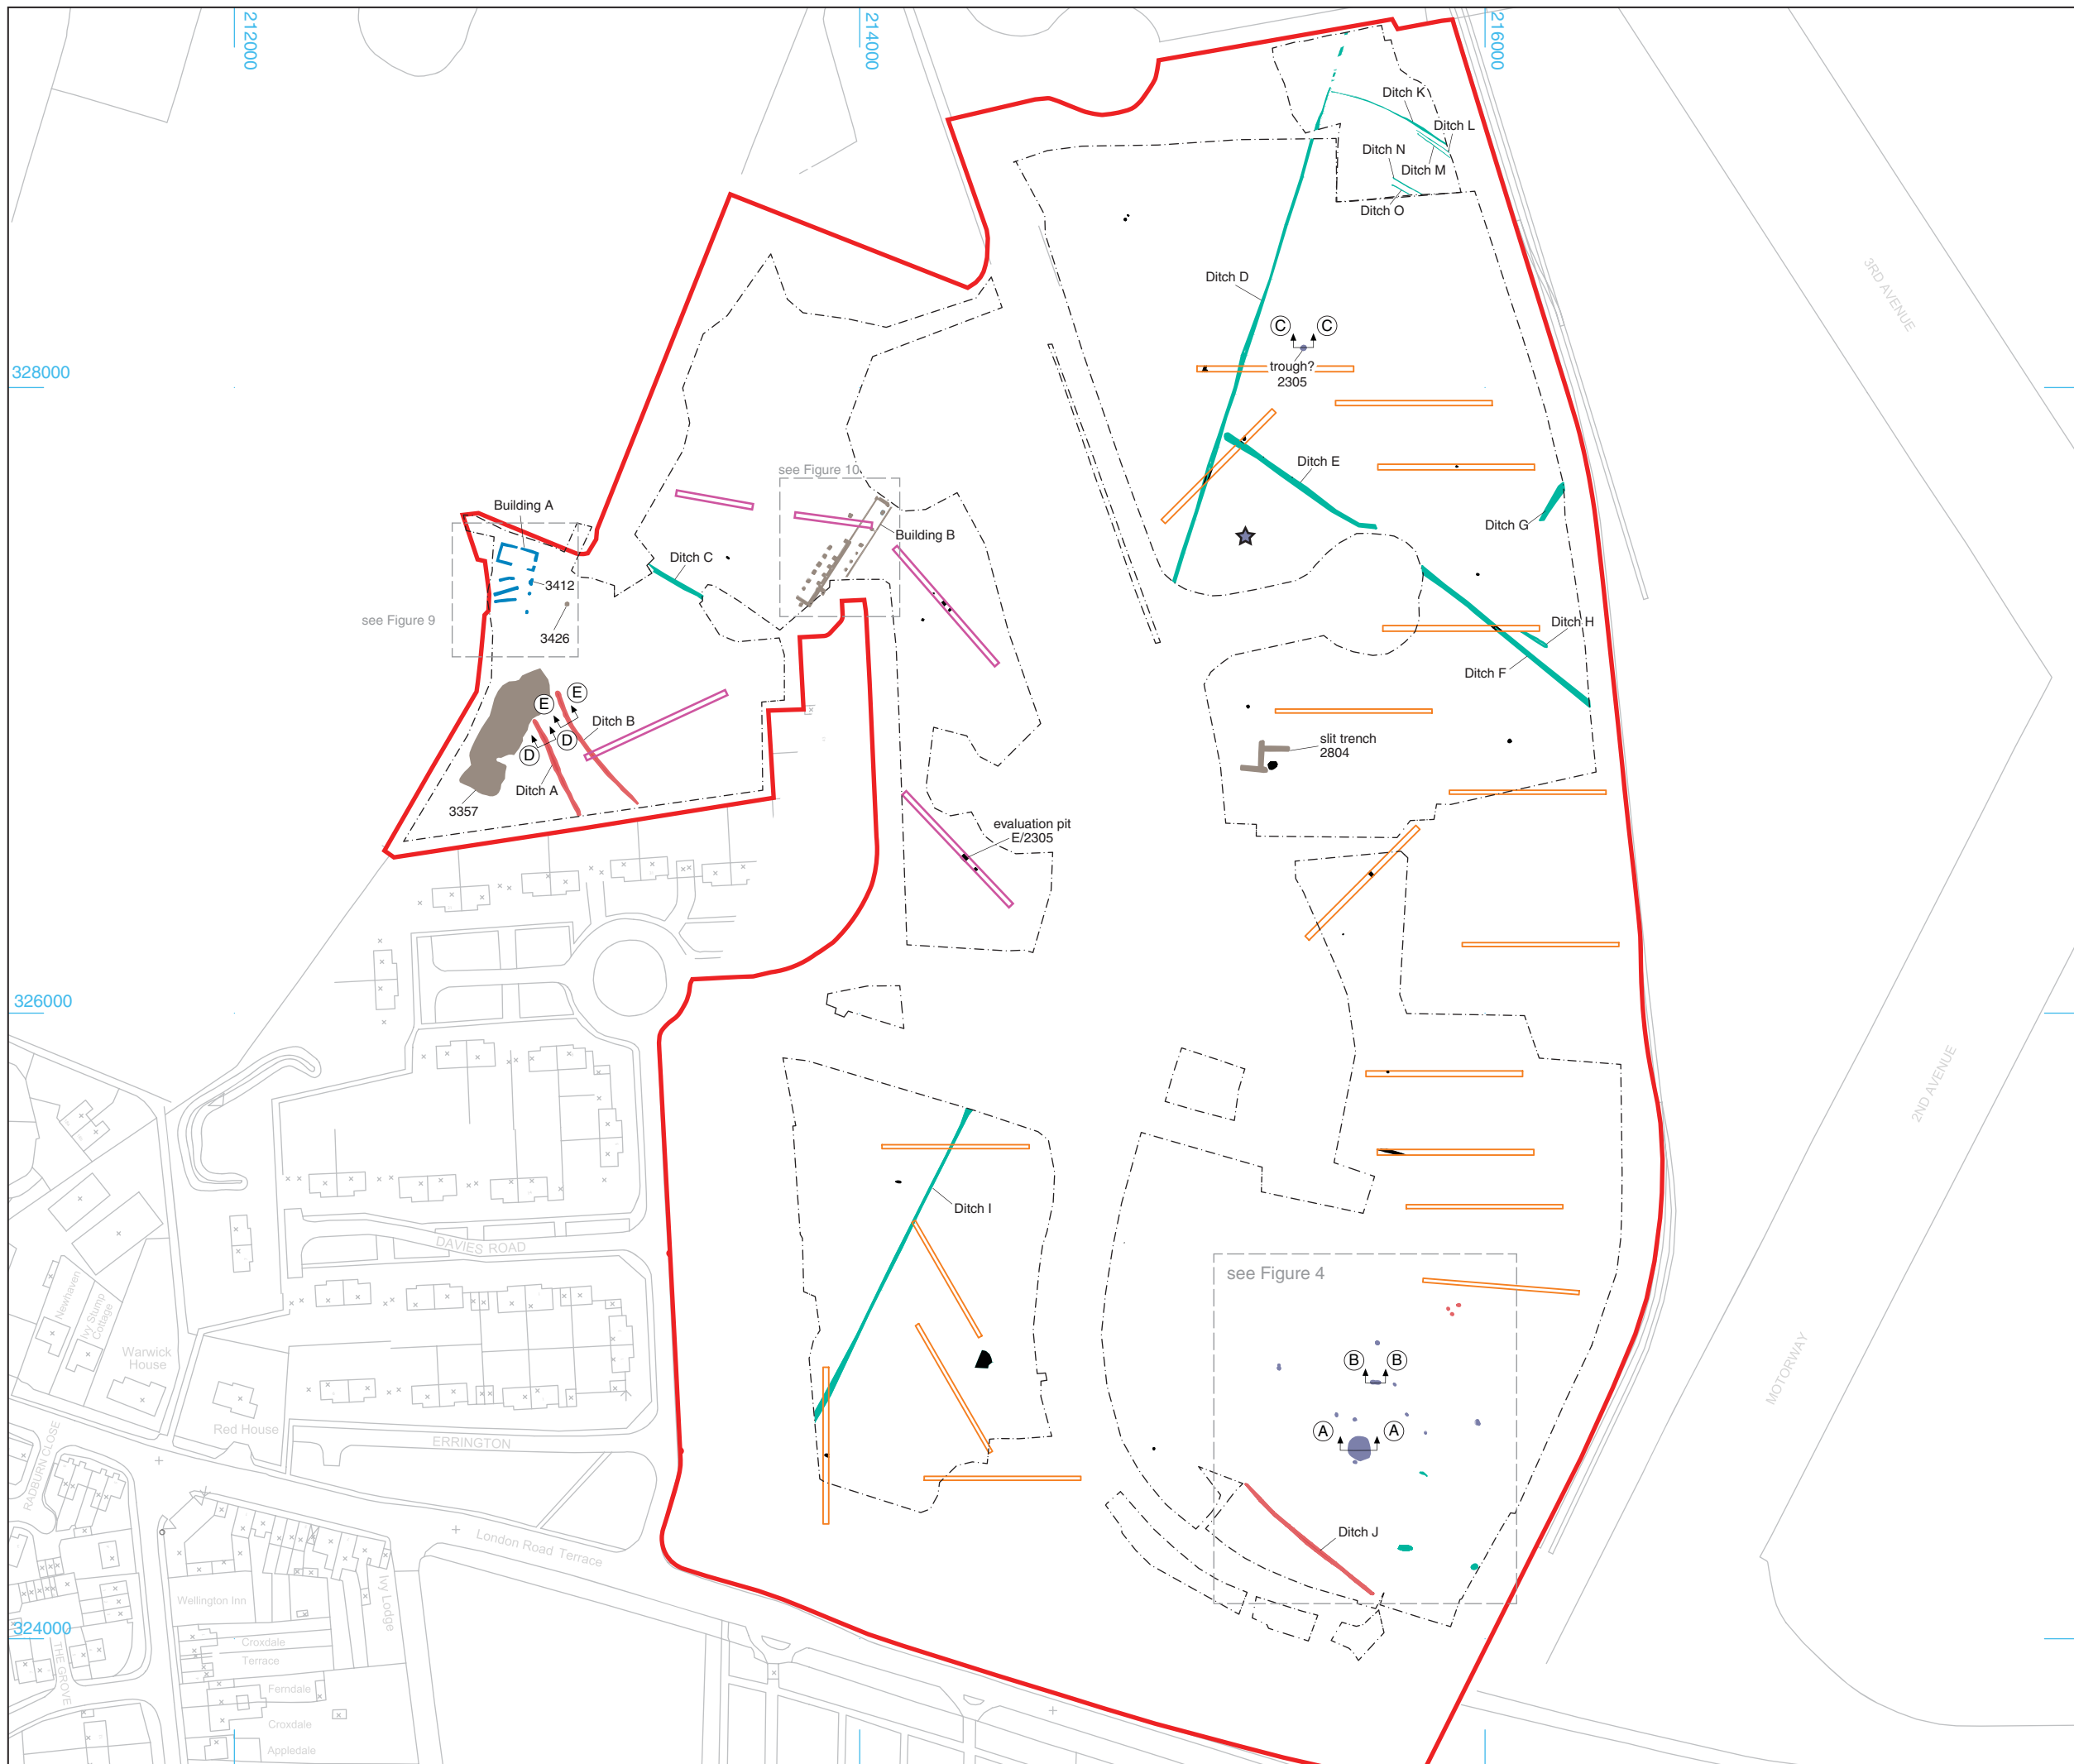 212000
214000
216000
Ditch K
Ditch L
Ditch N
Ditch M
Ditch O
3RD AVENUE
Ditch D
C
C
328000
trough?
2305
see Figure 10
Ditch E
Building A
Ditch G
Building B
Ditch C
3412
see Figure 9
3426
Ditch H
Ditch F
E
E
Ditch B
D
D
slit trench
2804
Ditch A
3357
evaluation pit
E/2305
326000
2ND AVENUE
Ditch I
DAVIES ROAD
see Figure 4
Newhaven
Ivy Stump
Cottage
Warwick
House
B
B
MOTORWAY
Red House
A
A
ERRINGTON
RADBURN CLOSE
Ditch J
London Road Terrace
Wellington Inn
Ivy Lodge
324000
Croxdale
Terrace
THE GROVE
Ferndale
Croxdale
Appledale